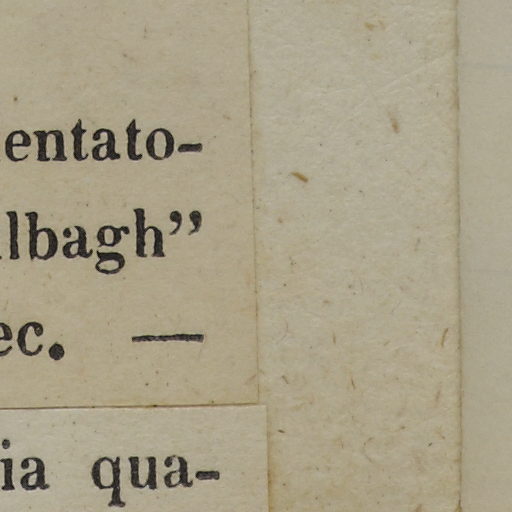 entato-
lbagh”
ec. —
ia qua-